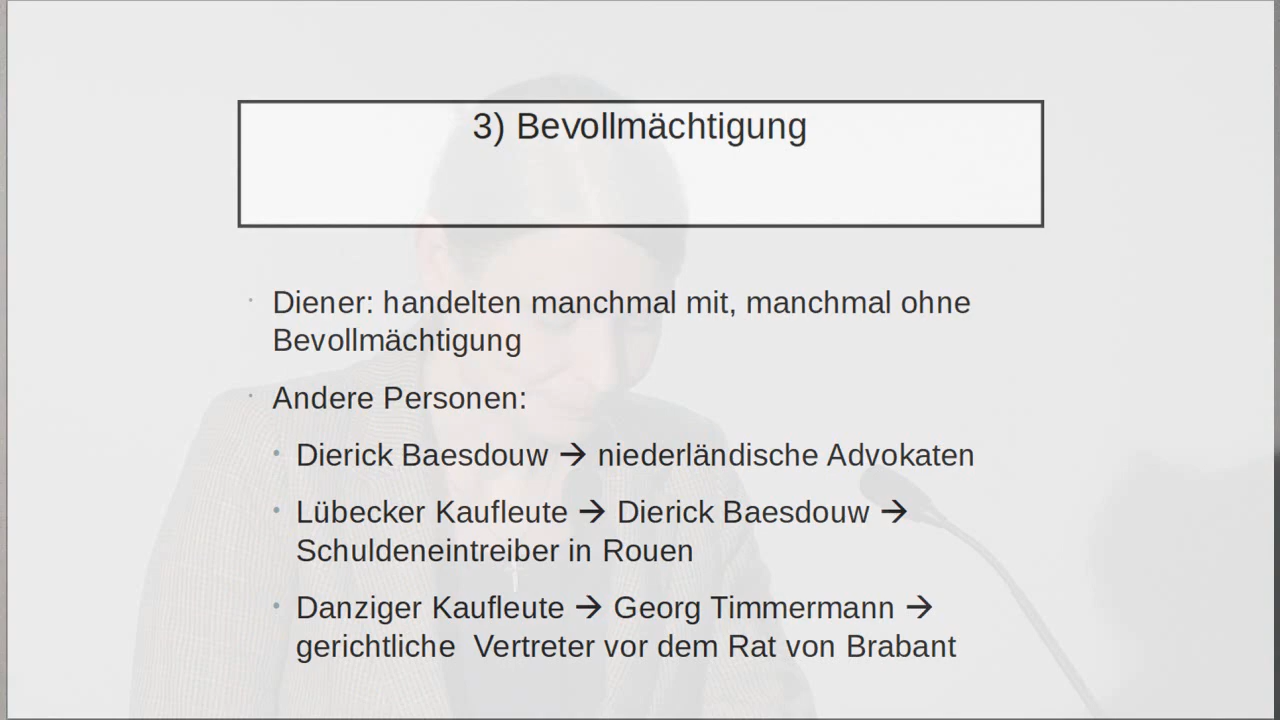 3) Bevollmächtigung
• Diener: handelten manchmal mit, manchmal ohne
Bevollmächtigung
• Andere Personen:
• Dierick Baesdouw → niederländische Advokaten
• Lübecker Kaufleute → Dierick Baesdouw →
Schuldeneintreiber in Rouen
• Danziger Kaufleute → Georg Timmermann →
gerichtliche  Vertreter vor dem Rat von Brabant